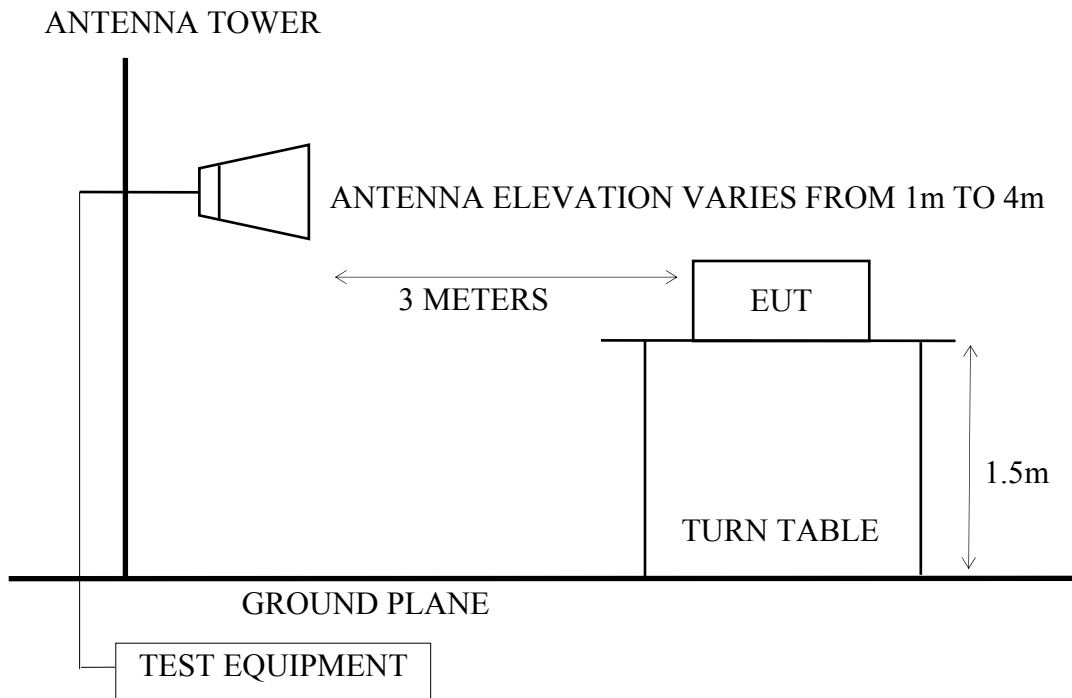 ANTENNA TOWER
ANTENNA ELEVATION VARIES FROM 1m TO 4m
3 METERS
EUT
1.5m
TURN TABLE
GROUND PLANE
TEST EQUIPMENT